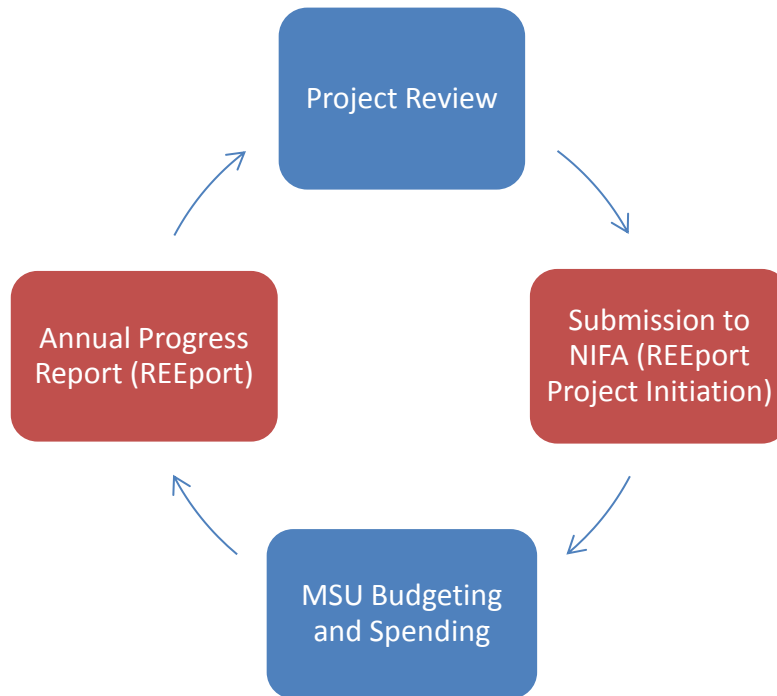 Project Review
Annual Progress
Report (REEport)
Submission to
NIFA (REEport
Project Initiation)
MSU Budgeting
and Spending